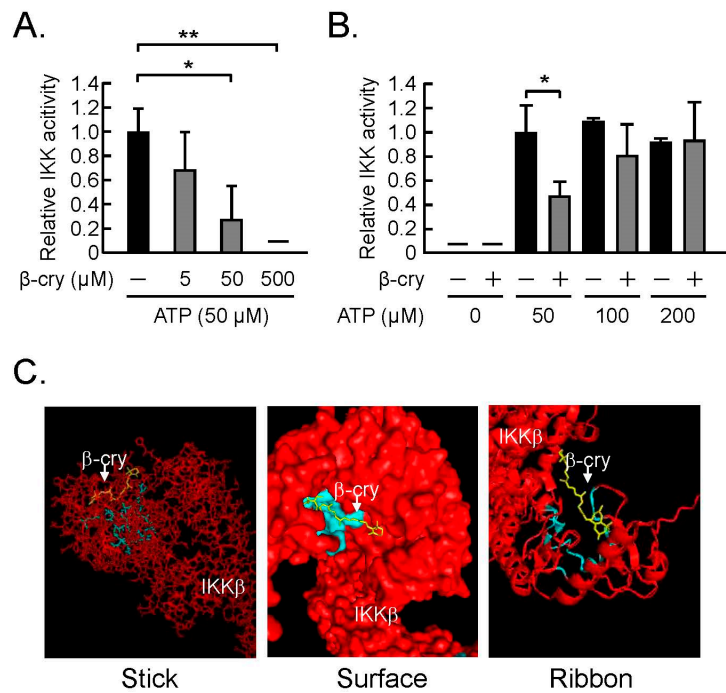 A.
**
*
1.4
1.2
1.0
0.8
0.6
0.4
0.2
0
Relative IKK acitivity
β-cry (μM) — 5 50 500
ATP (50 μM)
B.
*
1.4
1.2
1.0
0.8
0.6
0.4
0.2
0
Relative IKK activity
β-cry — + — + — + — +
ATP (μM) 0 50 100 200
C.
β-cry
IKKβ
Stick
β-cry
IKKβ
Surface
IKKβ
β-cry
Ribbon